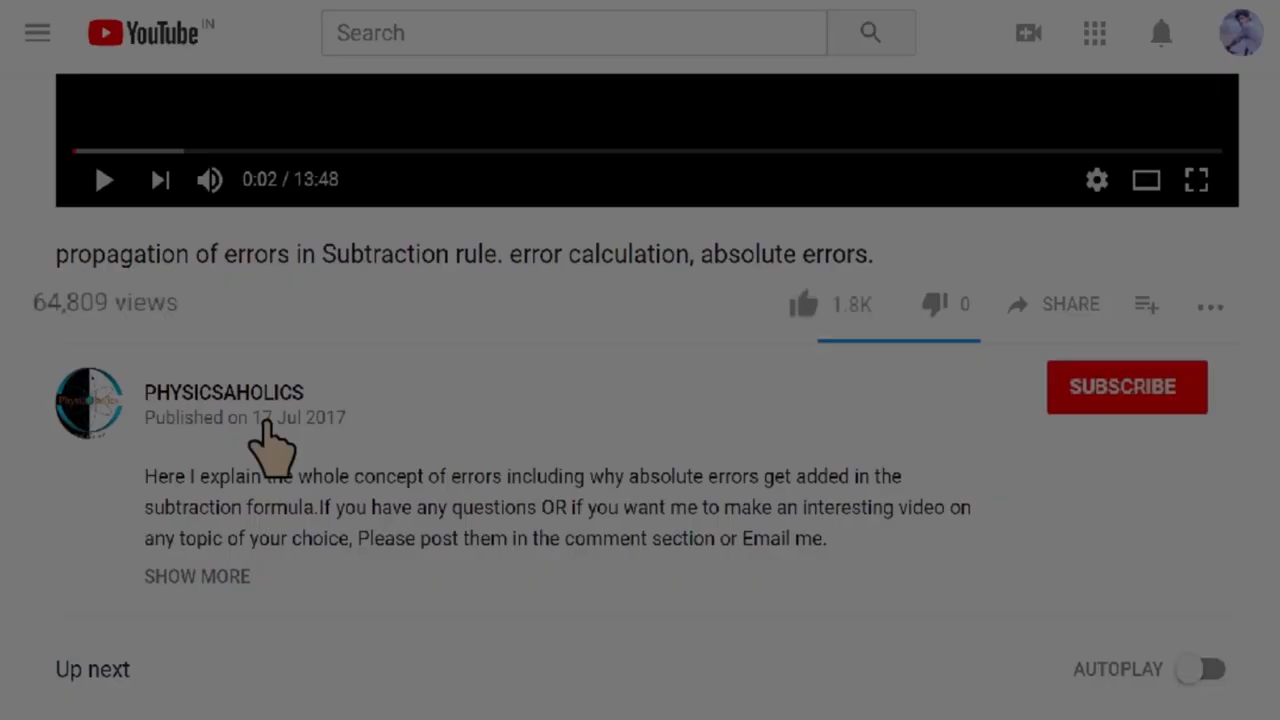 YouTube IN
Search
0:02 / 13:48
propagation of errors in Subtraction rule. error calculation, absolute errors.
64,809 views
1.8K
0
SHARE
PHYSICSAHOLICS
Published on 17 Jul 2017
SUBSCRIBE
Here I explain the whole concept of errors including why absolute errors get added in the
subtraction formula.If you have any questions OR if you want me to make an interesting video on
any topic of your choice, Please post them in the comment section or Email me.
SHOW MORE
Up next
AUTOPLAY